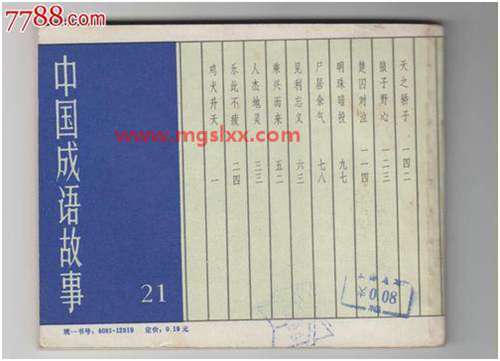 7788.com
中国成语故事
21
鸡犬升天 一
乐此不疲 二四
人杰地灵 三三
乘兴而来 五二
见利忘义 六三
尸居余气 七八
明珠暗投 九七
楚囚对泣 一一四
狼子野心 一二三
天之骄子 一四二
www.mgslxx.com
0.08
统一书号：8081·12919 定价：0.19元